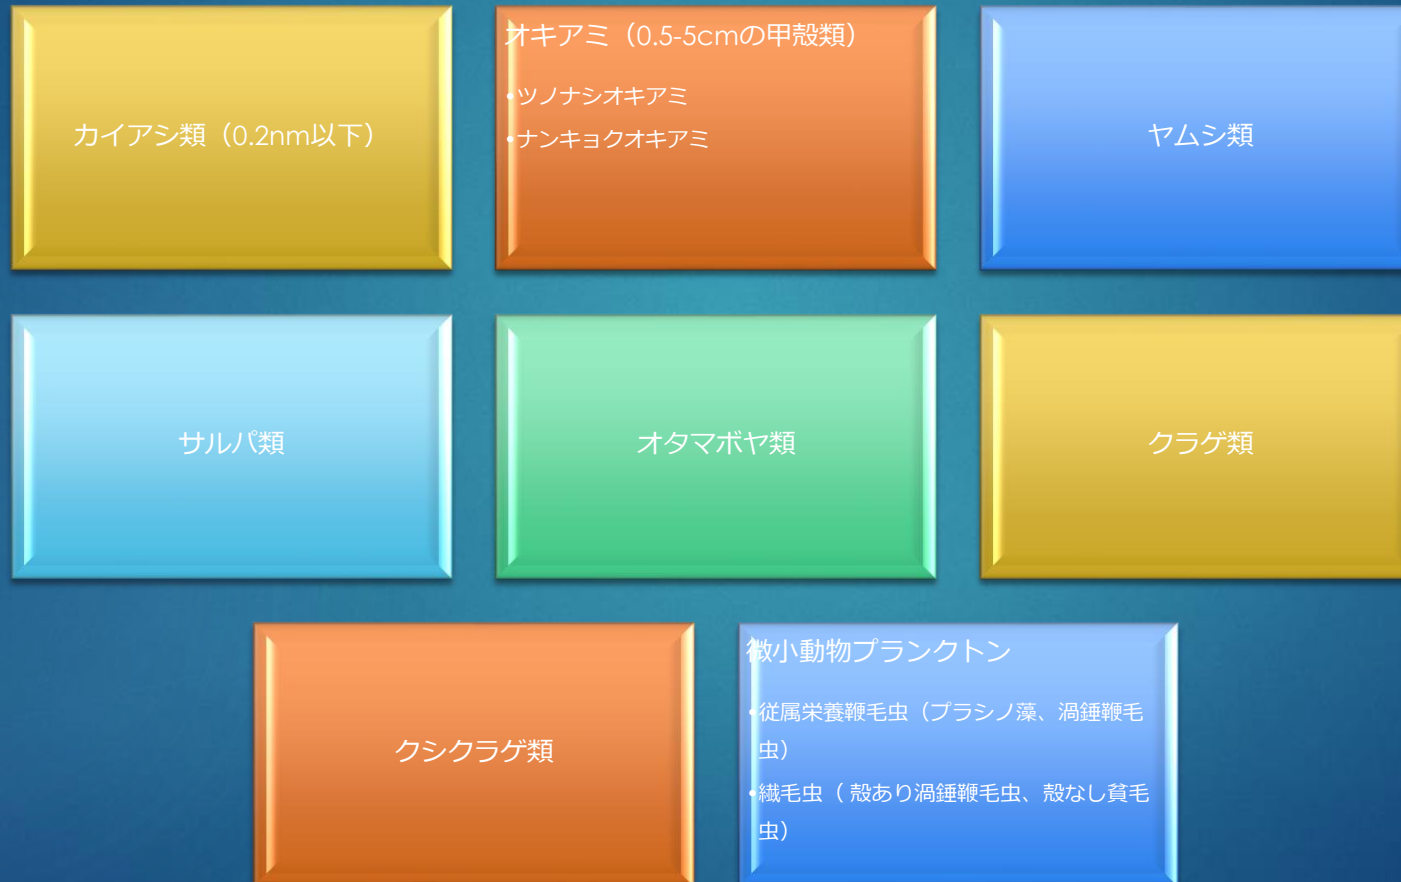 カイアシ類（0.2nm以下）
オキアミ（0.5-5cmの甲殻類）
•ツノナシオキアミ
•ナンキョクオキアミ
ヤムシ類
サルパ類
オタマボヤ類
クラゲ類
クシクラゲ類
微小動物プランクトン
•従属栄養鞭毛虫（プラシノ藻、渦錘鞭毛
虫）
•繊毛虫（ 殻あり渦錘鞭毛虫、殻なし貧毛
虫）